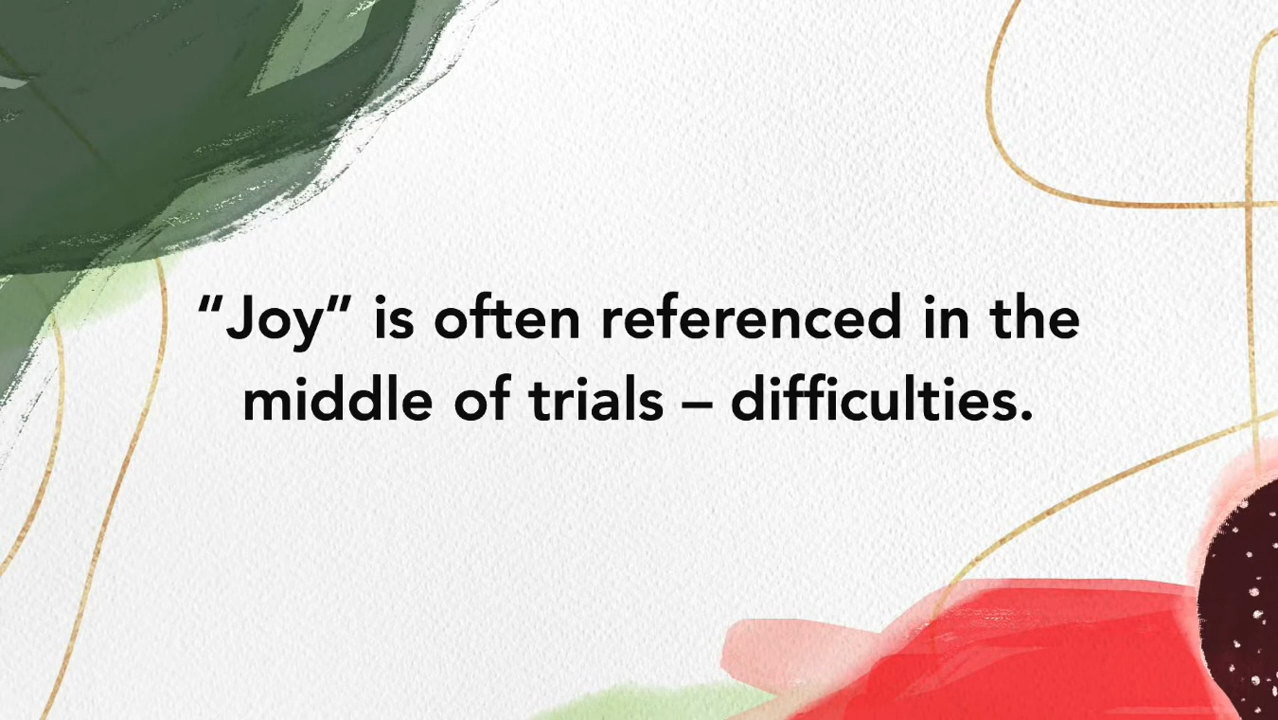 “Joy” is often referenced in the
middle of trials – difficulties.